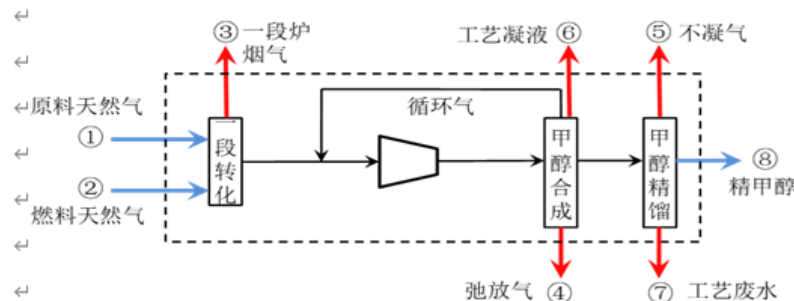 ③一段炉
烟气
工艺凝液⑥
⑤不凝气
原料天然气
①
②
燃料天然气
一段转化
循环气
甲醇合成
甲醇精馏
⑧
精甲醇
弛放气④
⑦工艺废水